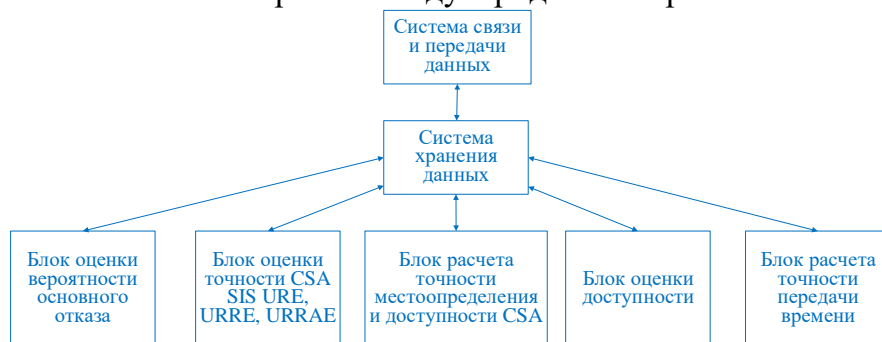 Система связи
и передачи
данных
Система
хранения
данных
Блок оценки
вероятности
основного
отказа
Блок оценки
точности CSA
SIS URE,
URRE, URRAE
Блок расчета
точности
местоопределения
и доступности CSA
Блок оценки
доступности
Блок расчета
точности
передачи
времени